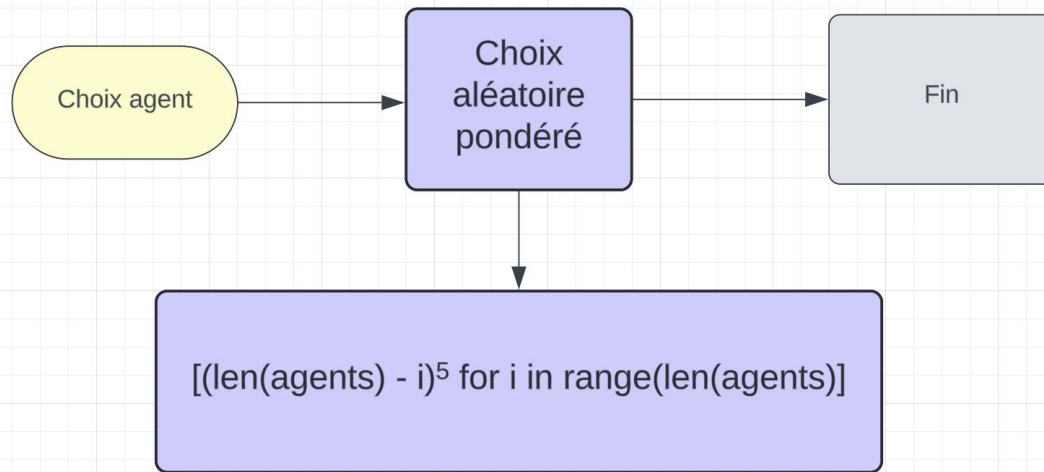 Choix agent
Choix
aléatoire
pondéré
Fin
[(len(agents) - i)⁵ for i in range(len(agents)]